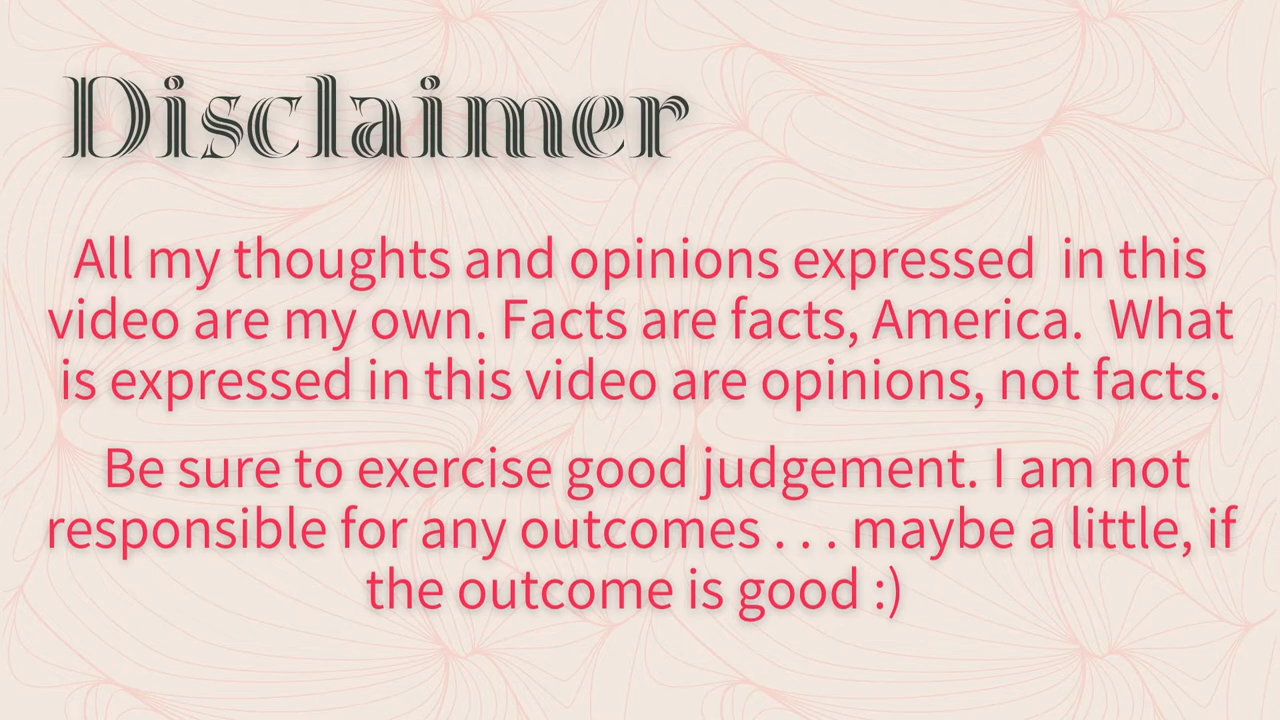 Disclaimer
All my thoughts and opinions expressed  in this
video are my own. Facts are facts, America.  What
is expressed in this video are opinions, not facts.
Be sure to exercise good judgement. I am not
responsible for any outcomes . . . maybe a little, if
the outcome is good :)